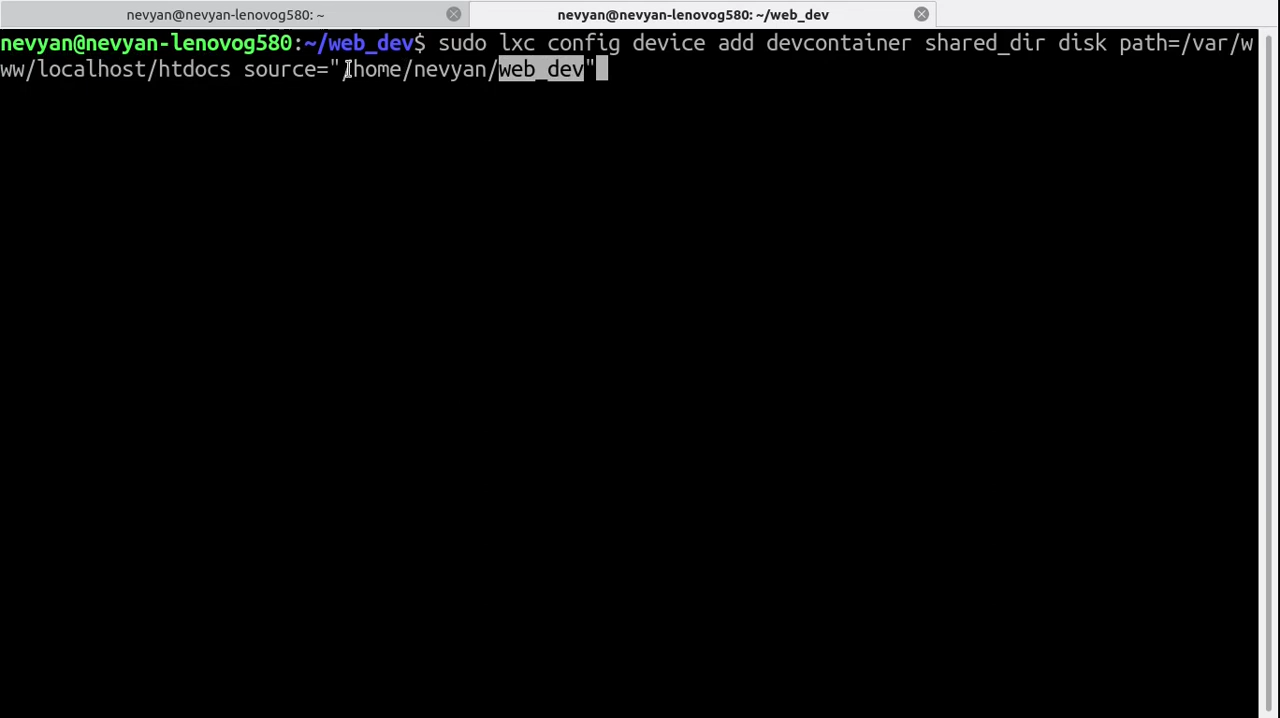 nevyan@nevyan-lenovog580: ~
nevyan@nevyan-lenovog580: ~/web_dev
nevyan@nevyan-lenovog580:~/web_dev$ sudo lxc config device add devcontainer shared_dir disk path=/var/w
ww/localhost/htdocs source="/home/nevyan/web_dev"